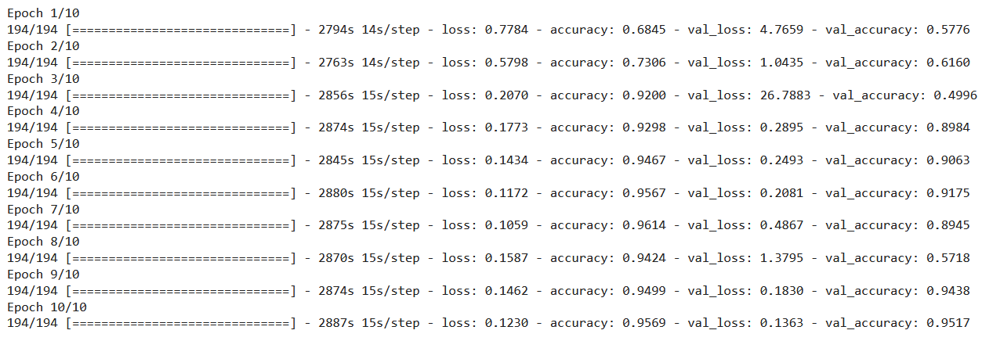 Epoch 1/10
194/194 [==============================] - 2794s 14s/step - loss: 0.7784 - accuracy: 0.6845 - val_loss: 4.7659 - val_accuracy: 0.5776
Epoch 2/10
194/194 [==============================] - 2763s 14s/step - loss: 0.5798 - accuracy: 0.7306 - val_loss: 1.0435 - val_accuracy: 0.6160
Epoch 3/10
194/194 [==============================] - 2856s 15s/step - loss: 0.2070 - accuracy: 0.9200 - val_loss: 26.7883 - val_accuracy: 0.4996
Epoch 4/10
194/194 [==============================] - 2874s 15s/step - loss: 0.1773 - accuracy: 0.9298 - val_loss: 0.2895 - val_accuracy: 0.8984
Epoch 5/10
194/194 [==============================] - 2845s 15s/step - loss: 0.1434 - accuracy: 0.9467 - val_loss: 0.2493 - val_accuracy: 0.9063
Epoch 6/10
194/194 [==============================] - 2880s 15s/step - loss: 0.1172 - accuracy: 0.9567 - val_loss: 0.2081 - val_accuracy: 0.9175
Epoch 7/10
194/194 [==============================] - 2875s 15s/step - loss: 0.1059 - accuracy: 0.9614 - val_loss: 0.4867 - val_accuracy: 0.8945
Epoch 8/10
194/194 [==============================] - 2870s 15s/step - loss: 0.1587 - accuracy: 0.9424 - val_loss: 1.3795 - val_accuracy: 0.5718
Epoch 9/10
194/194 [==============================] - 2874s 15s/step - loss: 0.1462 - accuracy: 0.9499 - val_loss: 0.1830 - val_accuracy: 0.9438
Epoch 10/10
194/194 [==============================] - 2887s 15s/step - loss: 0.1230 - accuracy: 0.9569 - val_loss: 0.1363 - val_accuracy: 0.9517